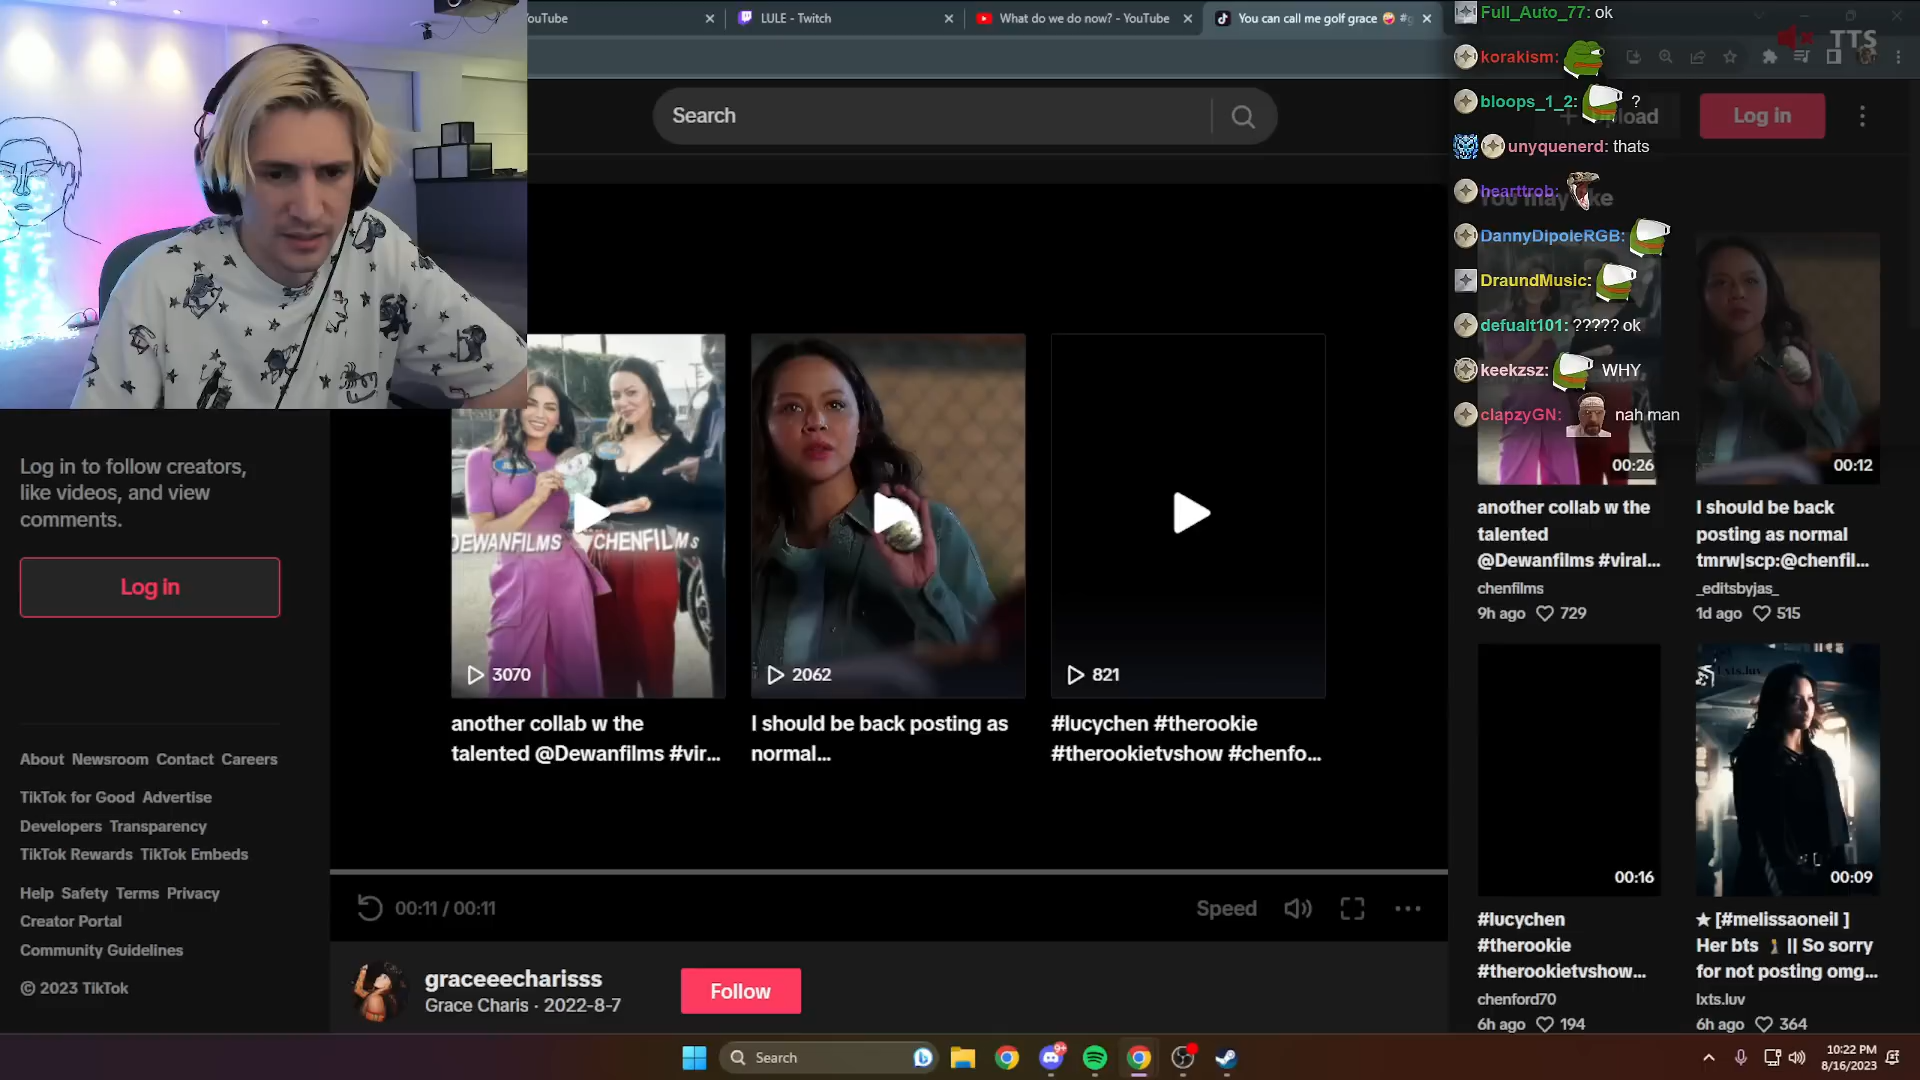 YouTube
LULE - Twitch
What do we do now? - YouTube
You can call me golf grace
TTS
Search
Upload
Log in
Full_Auto_77: ok
korakism:
bloops_1_2: ?
unyquenerd: thats
hearttrob:
You may like
DannyDipoleRGB:
DraundMusic:
defualt101: ????? ok
keekzsz: WHY
clapzyGN: nah man
Log in to follow creators,
like videos, and view
comments.
Log in
About Newsroom Contact Careers
TikTok for Good Advertise
Developers Transparency
TikTok Rewards TikTok Embeds
Help Safety Terms Privacy
Creator Portal
Community Guidelines
© 2023 TikTok
DEWANFILMS
CHENFILMs
3070
2062
821
another collab w the
talented @Dewanfilms #vir...
I should be back posting as
normal...
#lucychen #therookie
#therookietvshow #chenfo...
00:11 / 00:11
Speed
graceeecharisss
Grace Charis · 2022-8-7
Follow
00:26
another collab w the
talented
@Dewanfilms #viral...
chenfilms
9h ago 729
00:12
I should be back
posting as normal
tmrw|scp:@chenfil...
_editsbyjas_
1d ago 515
00:16
#lucychen
#therookie
#therookietvshow...
chenford70
6h ago 194
lxts.luv
00:09
★ [#melissaoneil ]
Her bts || So sorry
for not posting omg...
lxts.luv
6h ago 364
Search
9+
10:22 PM
8/16/2023